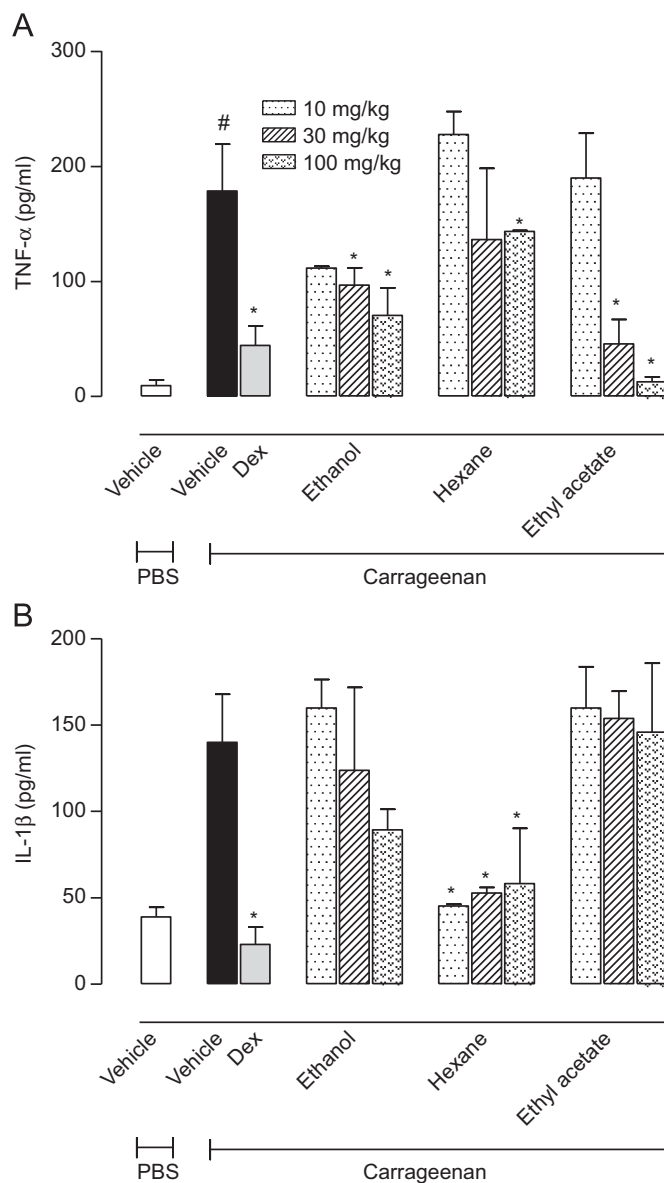 A
300
200
100
0
TNF-α (pg/ml)
#
*
*
*
*
*
*
10 mg/kg
30 mg/kg
100 mg/kg
Vehicle
Vehicle
Dex
Ethanol
Hexane
Ethyl acetate
PBS
Carrageenan
B
200
150
100
50
0
IL-1β (pg/ml)
*
*
*
*
Vehicle
Vehicle
Dex
Ethanol
Hexane
Ethyl acetate
PBS
Carrageenan